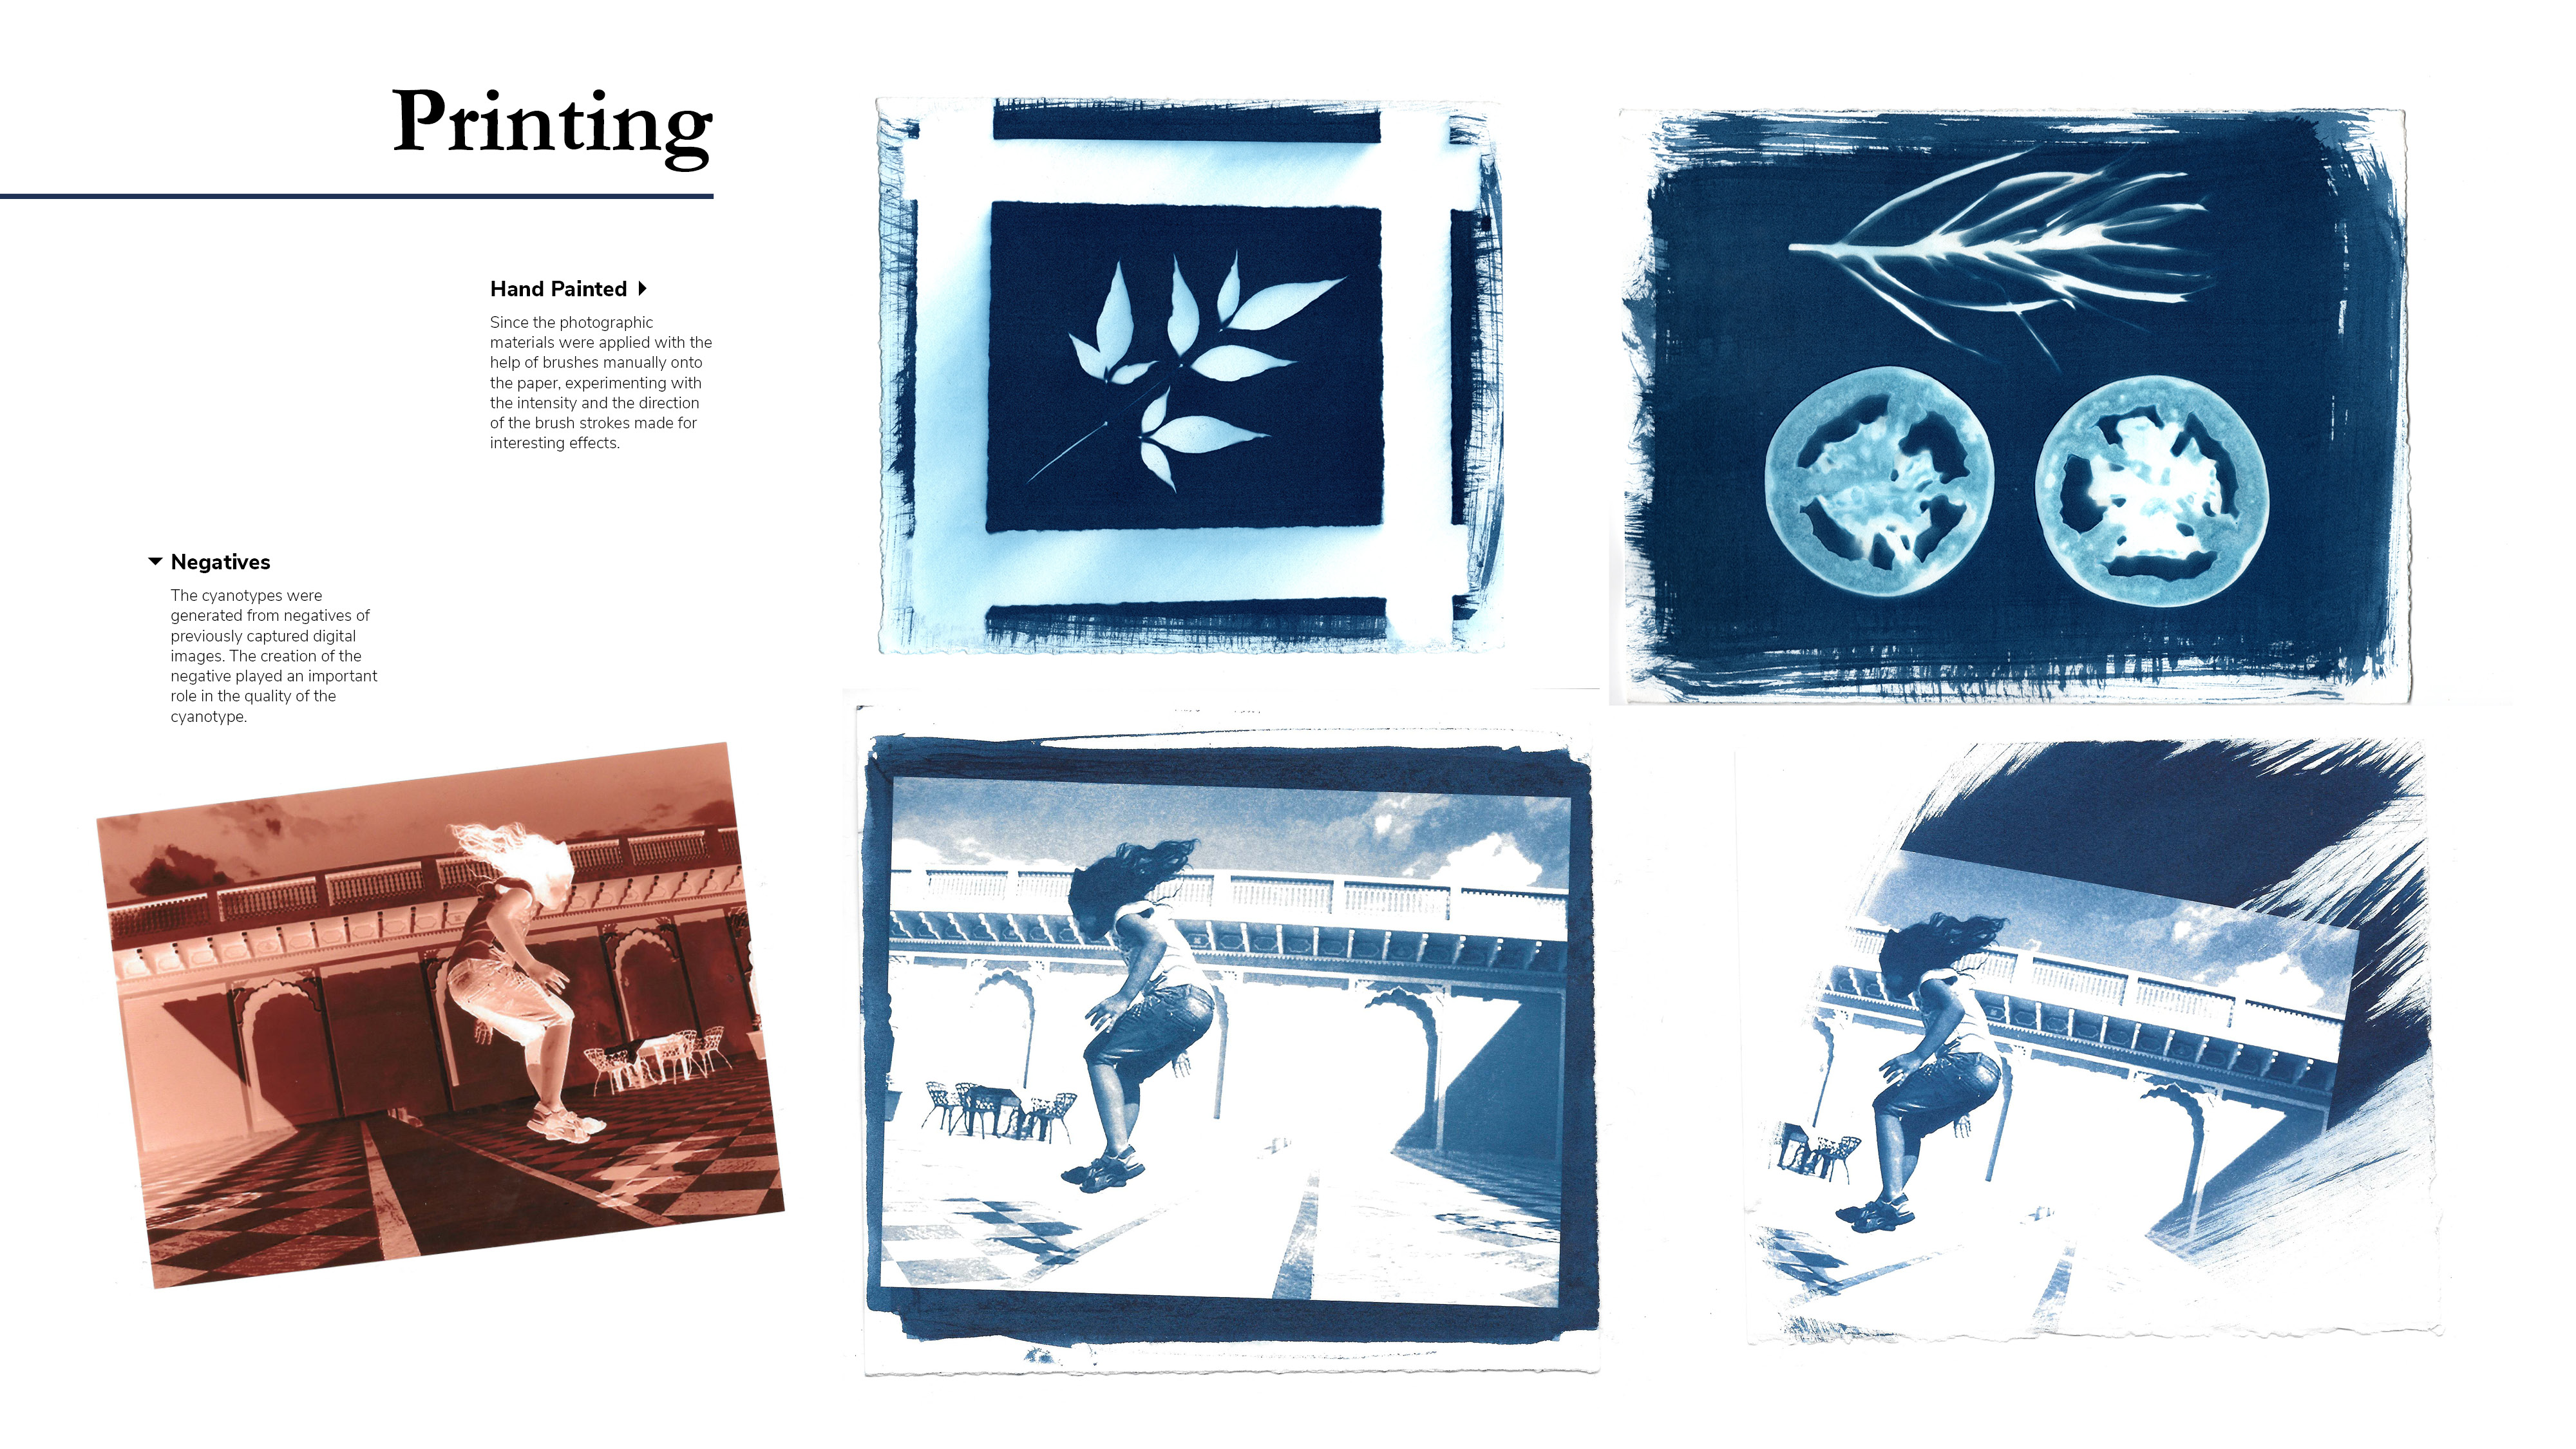 Printing
Hand Painted
Since the photographic
materials were applied with the
help of brushes manually onto
the paper, experimenting with
the intensity and the direction
of the brush strokes made for
interesting effects.
Negatives
The cyanotypes were
generated from negatives of
previously captured digital
images. The creation of the
negative played an important
role in the quality of the
cyanotype.